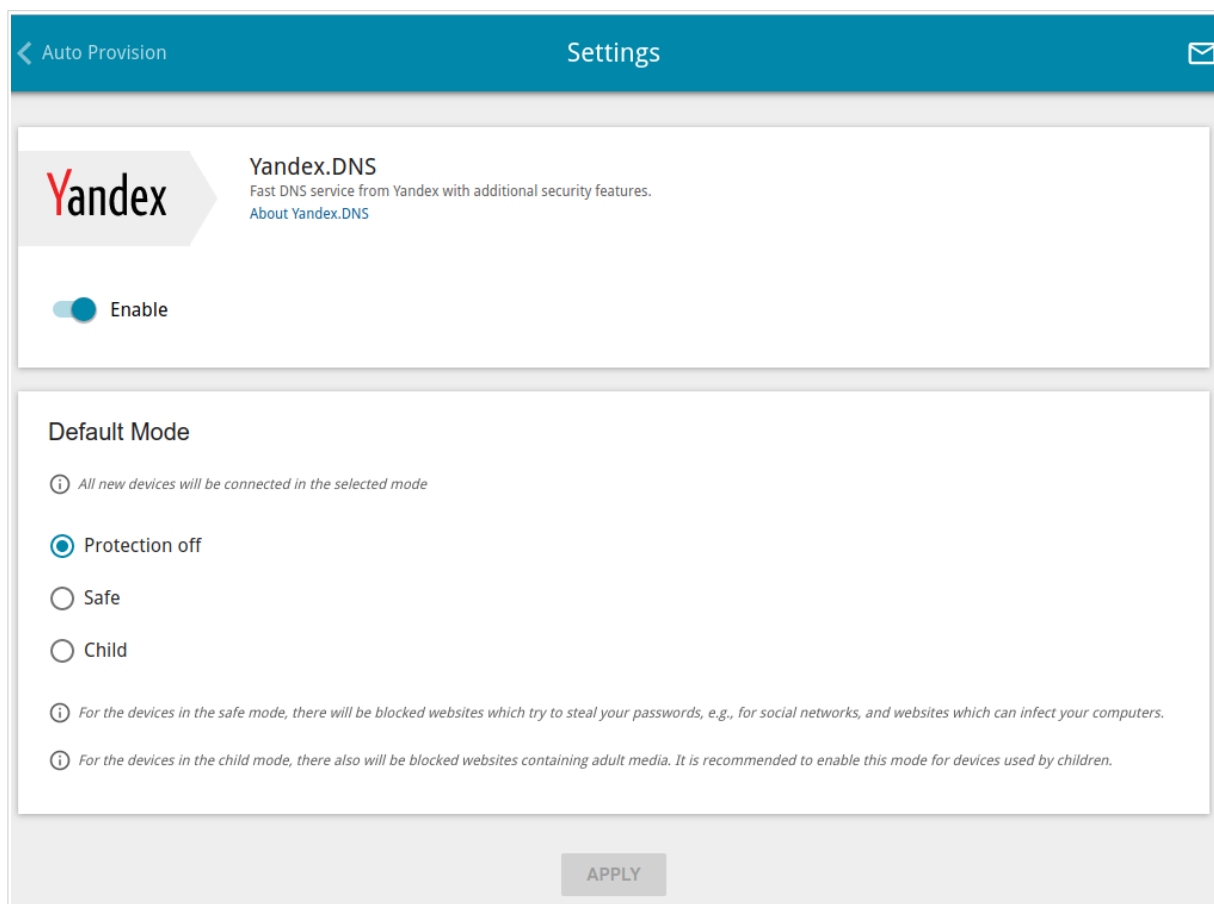 Auto Provision
Settings
Yandex
Yandex.DNS
Fast DNS service from Yandex with additional security features.
About Yandex.DNS
Enable
Default Mode
All new devices will be connected in the selected mode
Protection off
Safe
Child
For the devices in the safe mode, there will be blocked websites which try to steal your passwords, e.g., for social networks, and websites which can infect your computers.
For the devices in the child mode, there also will be blocked websites containing adult media. It is recommended to enable this mode for devices used by children.
APPLY